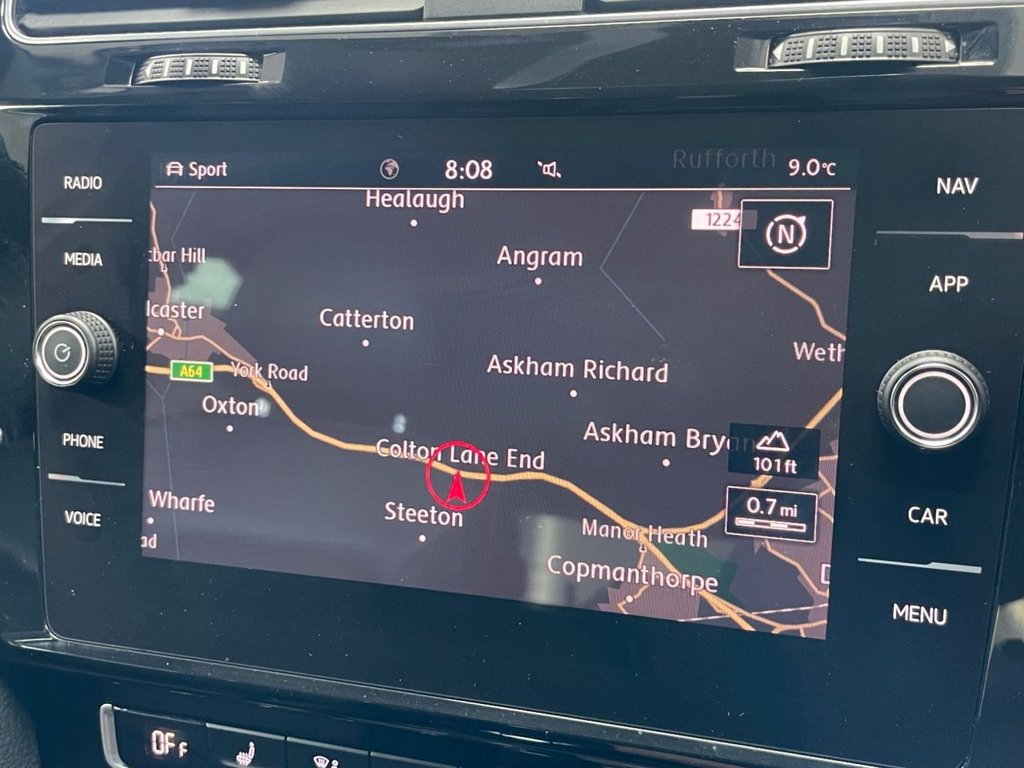 Sport
8:08
Rufforth
9.0°C
RADIO
NAV
Healaugh
1224
N
MEDIA
cbar Hill
Angram
APP
lcaster
Catterton
Weth
A64
York Road
Askham Richard
Oxton
Askham Bryan
PHONE
Colton Lane End
101ft
Wharfe
Steeton
0.7 mi
VOICE
Manor Heath
CAR
ad
Copmanthorpe
MENU
OFF